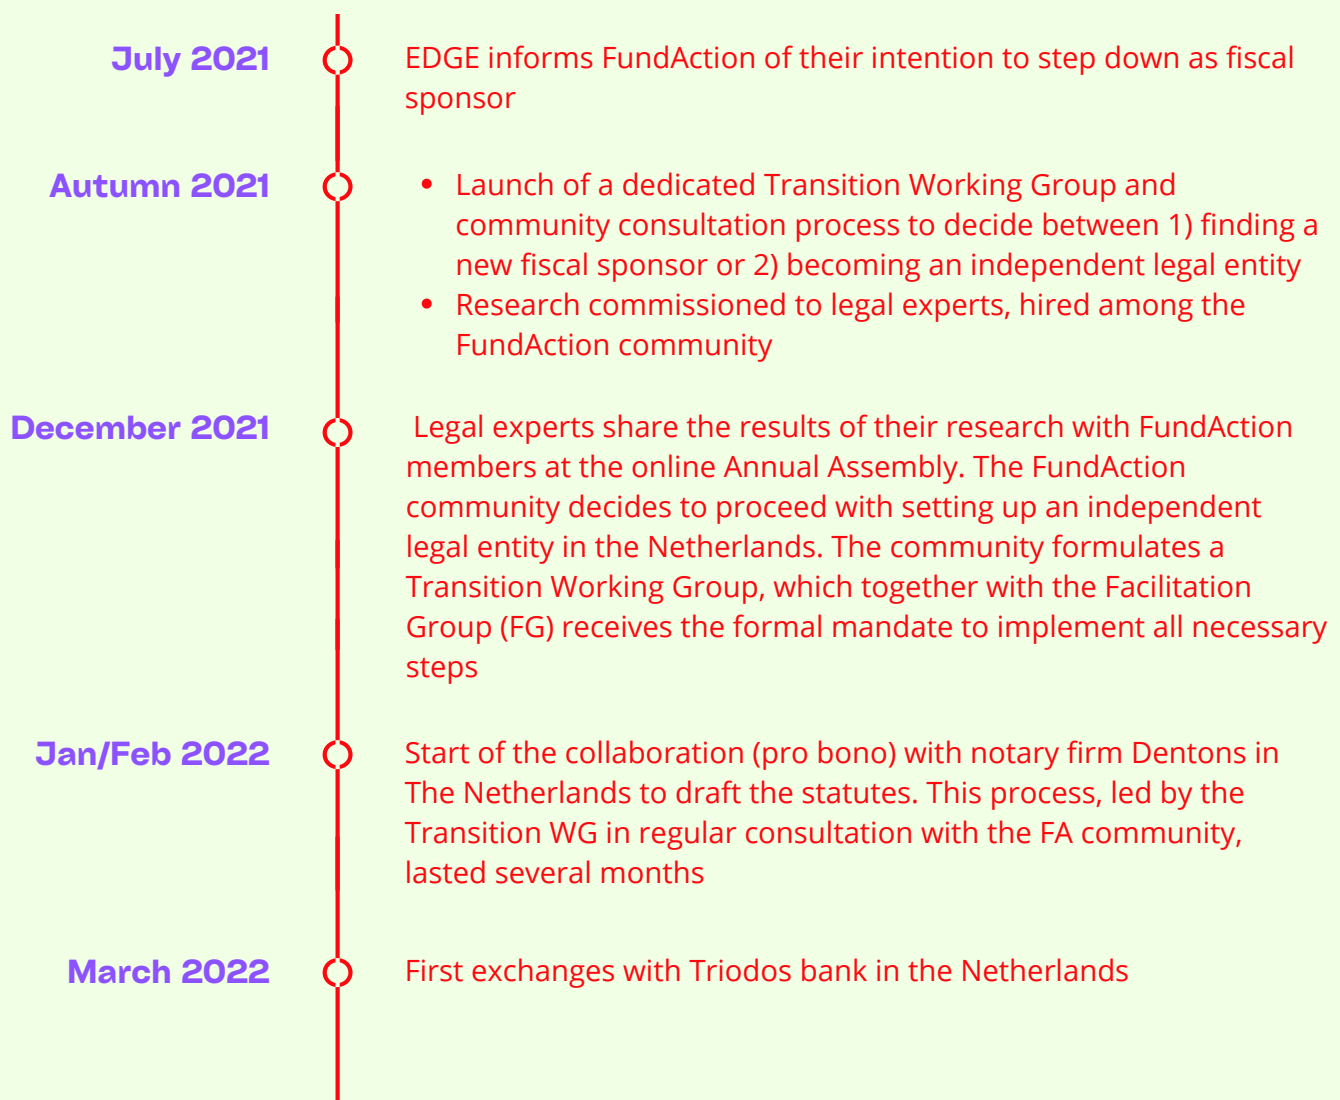 July 2021
EDGE informs FundAction of their intention to step down as fiscal
sponsor
Autumn 2021
• Launch of a dedicated Transition Working Group and
community consultation process to decide between 1) finding a
new fiscal sponsor or 2) becoming an independent legal entity
• Research commissioned to legal experts, hired among the
FundAction community
December 2021
Legal experts share the results of their research with FundAction
members at the online Annual Assembly. The FundAction
community decides to proceed with setting up an independent
legal entity in the Netherlands. The community formulates a
Transition Working Group, which together with the Facilitation
Group (FG) receives the formal mandate to implement all necessary
steps
Jan/Feb 2022
Start of the collaboration (pro bono) with notary firm Dentons in
The Netherlands to draft the statutes. This process, led by the
Transition WG in regular consultation with the FA community,
lasted several months
March 2022
First exchanges with Triodos bank in the Netherlands